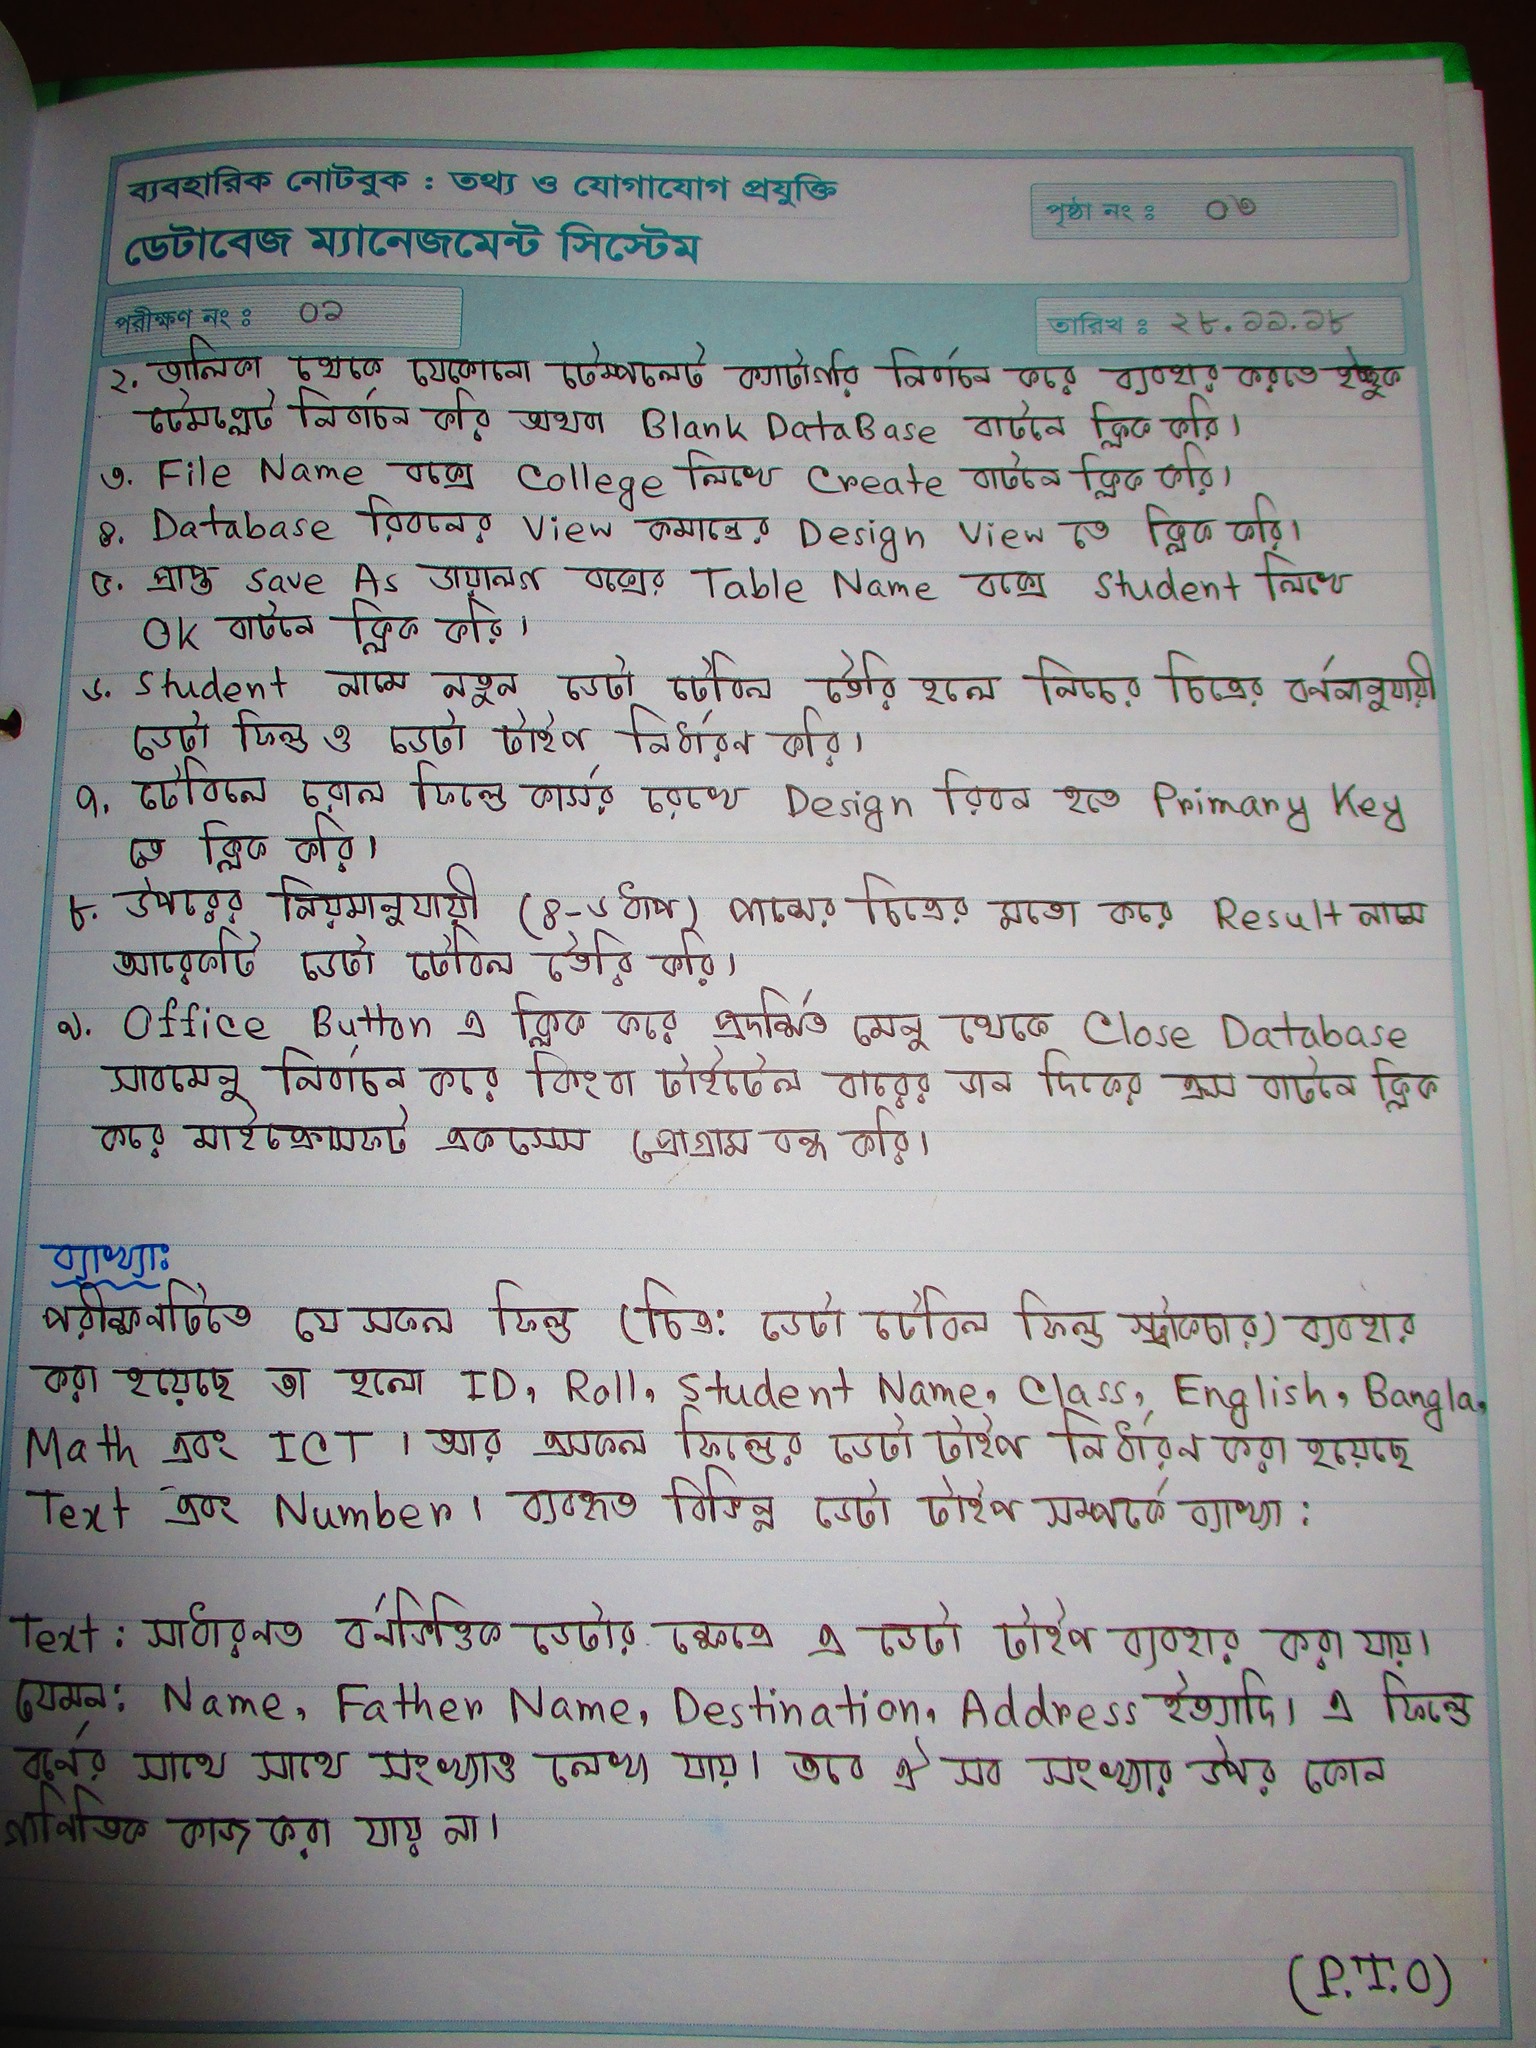 ব্যবহারিক নোটবুক : তথ্য ও যোগাযোগ প্রযুক্তি
পৃষ্ঠা নং : ০৩
ডেটাবেজ ম্যানেজমেন্ট সিস্টেম
পরীক্ষণ নং : ০১
তারিখ : ২৮.১১.১৮
২. তালিকা থেকে যেকোনো টেম্পলেট ক্যাটাগরি নির্বাচন করে ব্যবহার করতে ইচ্ছুক
টেমপ্লেট নির্বাচন করি অথবা Blank DataBase বাটনে ক্লিক করি।
৩. File Name বক্সে College লিখে Create বাটনে ক্লিক করি।
৪. Database রিবনের View কমান্ডের Design View তে ক্লিক করি।
৫. প্রাপ্ত Save As ডায়ালগ বক্সের Table Name বক্সে Student লিখে
OK বাটনে ক্লিক করি।
৬. Student নামে নতুন ডেটা টেবিল তৈরি হলে নিচের চিত্রের বর্ননানুযায়ী
ডেটা ফিল্ড ও ডেটা টাইপ নির্ধারন করি।
৭. টেবিলে রোল ফিল্ডে কার্সর রেখে Design রিবন হতে Primary Key
তে ক্লিক করি।
৮. উপরের নিয়মানুযায়ী (৪-৬ ধাপ) পাশের চিত্রের মতো করে Result নামে
আরেকটি ডেটা টেবিল তৈরি করি।
৯. Office Button এ ক্লিক করে প্রদর্শিত মেনু থেকে Close Database
সাবমেনু নির্বাচন করে কিংবা টাইটেল বারের ডান দিকের ক্রস বাটনে ক্লিক
করে মাইক্রোসফট একসেস প্রোগ্রাম বন্ধ করি।
ব্যাখ্যাঃ
পরীক্ষনটিতে যে সকল ফিল্ড (চিত্র: ডেটা টেবিল ফিল্ড স্ট্রাকচার) ব্যবহার
করা হয়েছে তা হলো ID, Roll, Student Name, Class, English, Bangla,
Math এবং ICT । আর এসকল ফিল্ডের ডেটা টাইপ নির্ধারন করা হয়েছে
Text এবং Number। ব্যবহৃত বিভিন্ন ডেটা টাইপ সম্পর্কে ব্যাখ্যা :
Text : সাধারনত বর্নভিত্তিক ডেটার ক্ষেত্রে এ ডেটা টাইপ ব্যবহার করা যায়।
যেমন: Name, Father Name, Destination, Address ইত্যাদি। এ ফিল্ডে
বর্নের সাথে সাথে সংখ্যাও লেখা যায়। তবে ঐ সব সংখ্যার উপর কোন
গানিতিক কাজ করা যায় না।
(P.T.O)